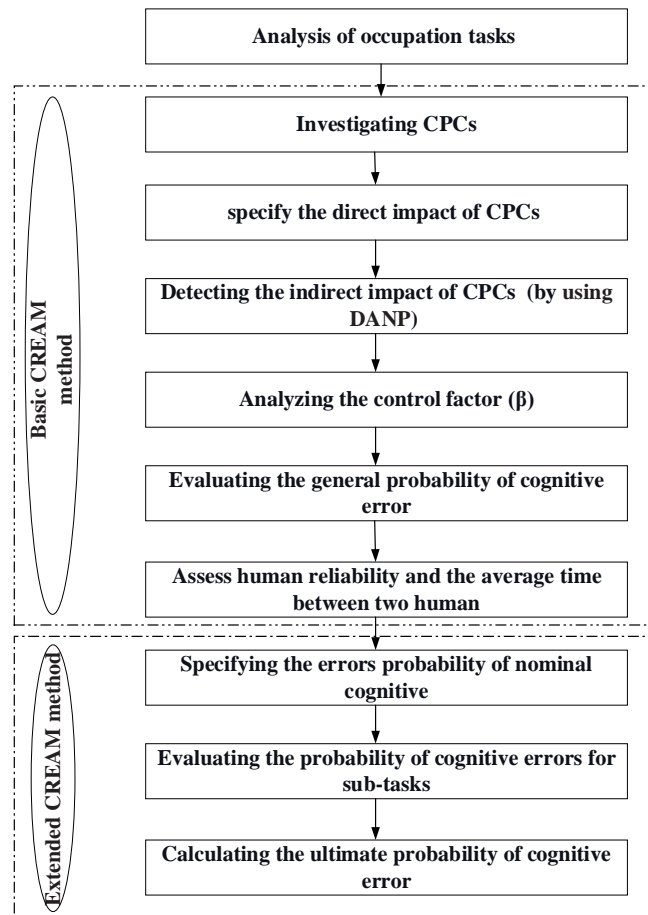 Analysis of occupation tasks
Basic CREAM
method
Investigating CPCs
specify the direct impact of CPCs
Detecting the indirect impact of CPCs (by using
DANP)
Analyzing the control factor (β)
Evaluating the general probability of cognitive
error
Assess human reliability and the average time
between two human
Extended CREAM method
Specifying the errors probability of nominal
cognitive
Evaluating the probability of cognitive errors for
sub-tasks
Calculating the ultimate probability of cognitive
error